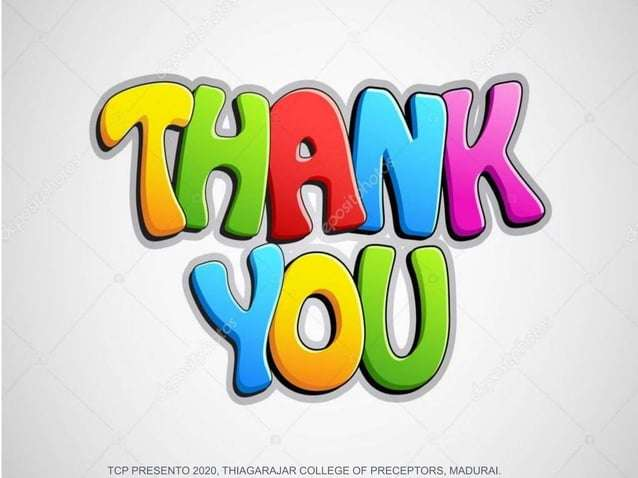 THANK
YOU
TCP PRESENTO 2020, THIAGARAJAR COLLEGE OF PRECEPTORS, MADURAI.